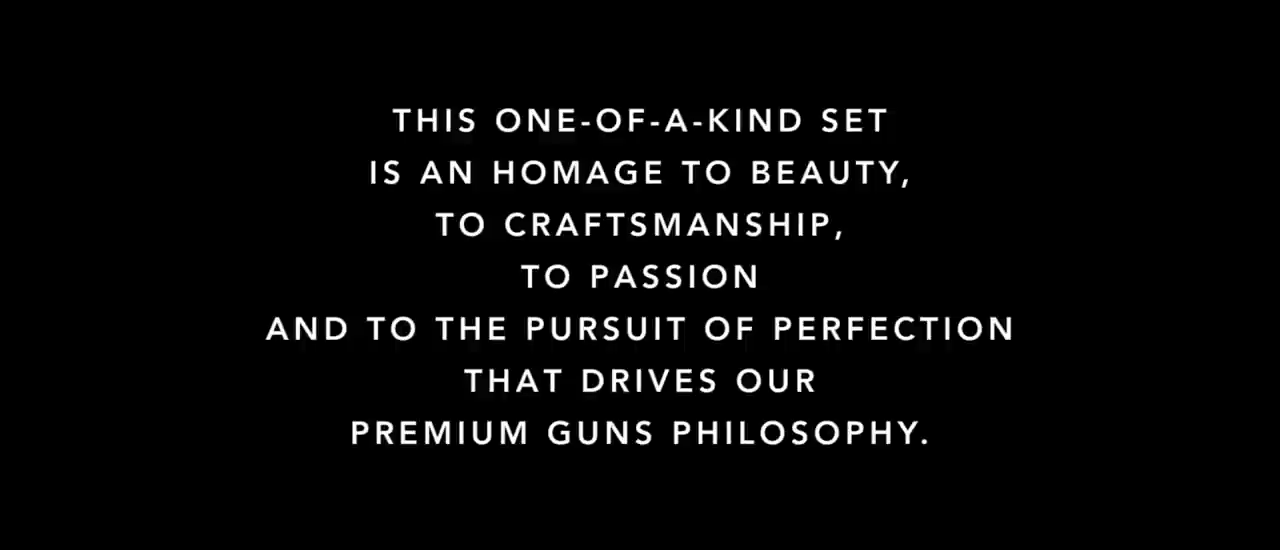 THIS ONE-OF-A-KIND SET
IS AN HOMAGE TO BEAUTY,
TO CRAFTSMANSHIP,
TO PASSION
AND TO THE PURSUIT OF PERFECTION
THAT DRIVES OUR
PREMIUM GUNS PHILOSOPHY.